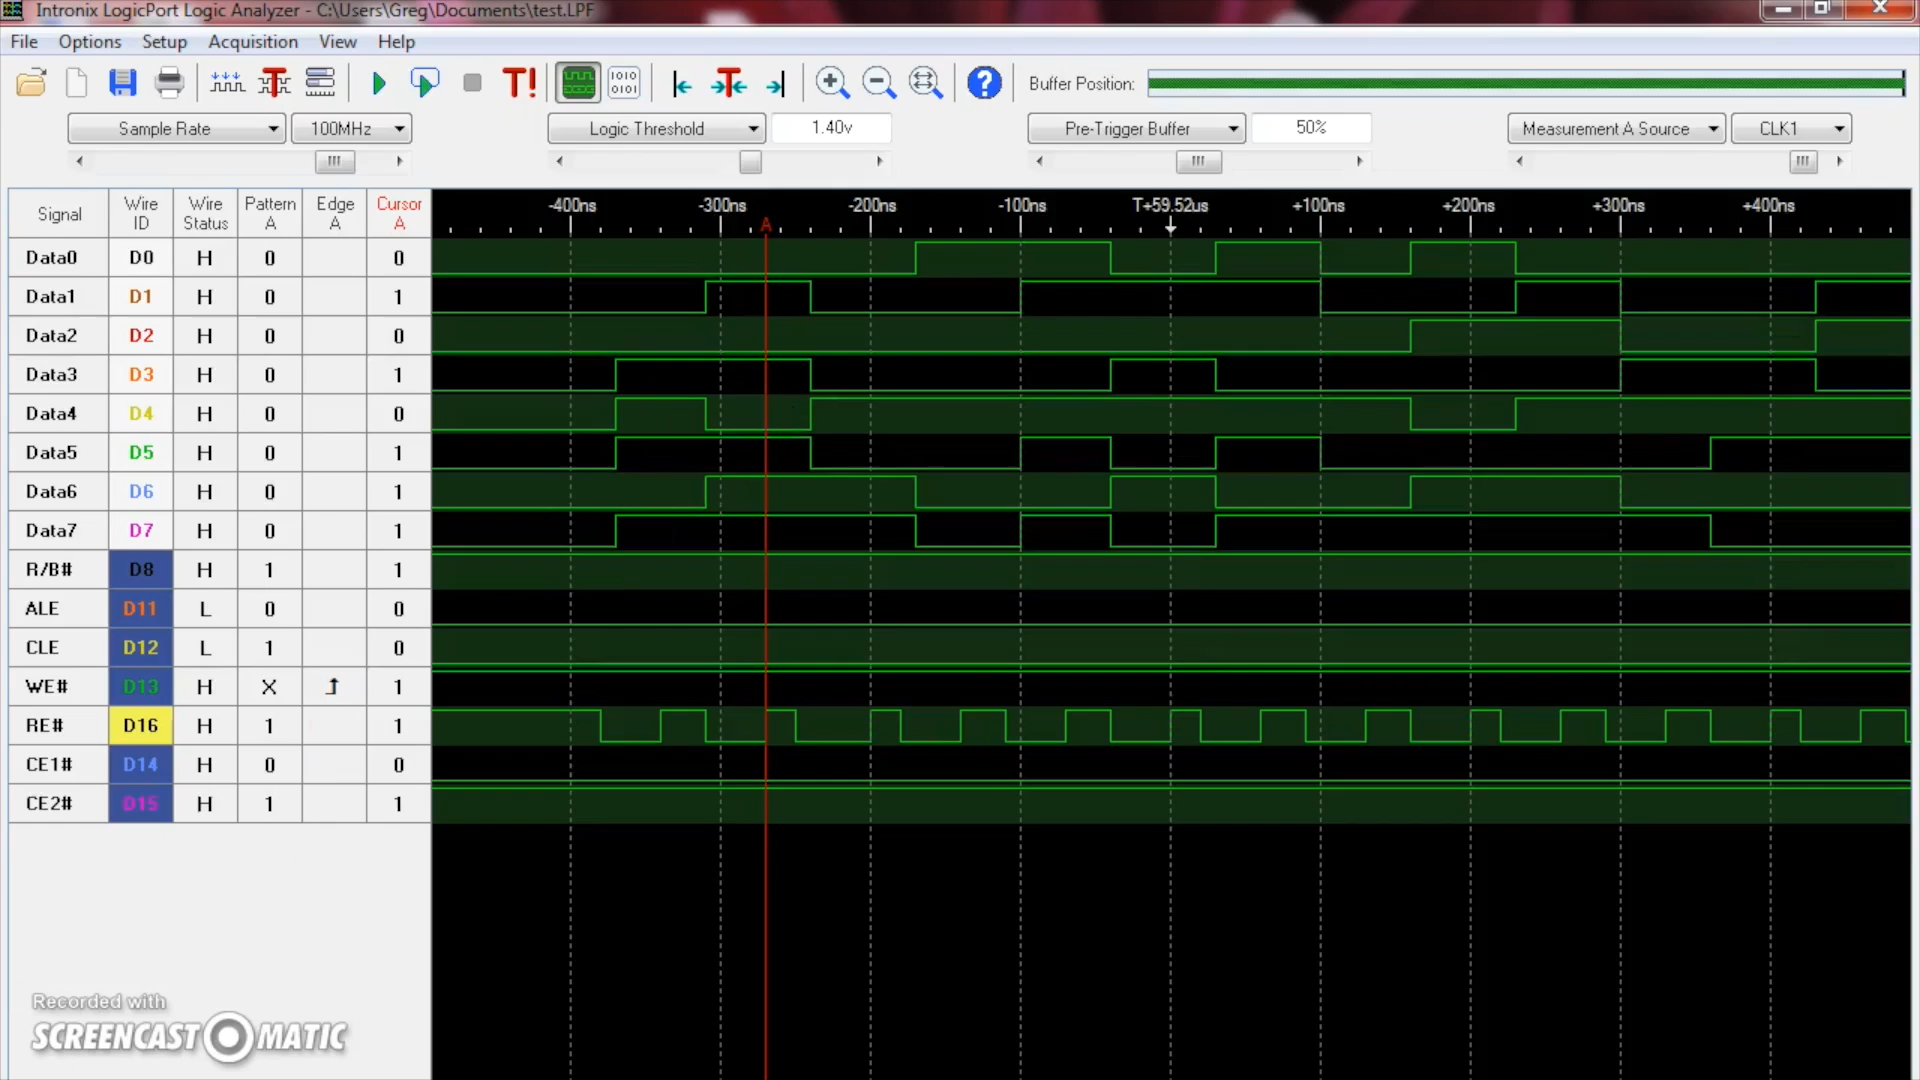 Intronix LogicPort Logic Analyzer - C:\Users\Greg\Documents\test.LPF
File Options Setup Acquisition View Help
T T! 1010 0101 T ? Buffer Position:
Sample Rate 100MHz Logic Threshold 1.40v Pre-Trigger Buffer 50% Measurement A Source CLK1
Signal Wire ID Wire Status Pattern A Edge A Cursor A
-400ns -300ns -200ns -100ns T+59.52us +100ns +200ns +300ns +400ns
A
Data0 D0 H 0 0
Data1 D1 H 0 1
Data2 D2 H 0 0
Data3 D3 H 0 1
Data4 D4 H 0 0
Data5 D5 H 0 1
Data6 D6 H 0 1
Data7 D7 H 0 1
R/B# D8 H 1 1
ALE D11 L 0 0
CLE D12 L 1 0
WE# D13 H X 1
RE# D16 H 1 1
CE1# D14 H 0 0
CE2# D15 H 1 1
Recorded with
SCREENCAST O MATIC